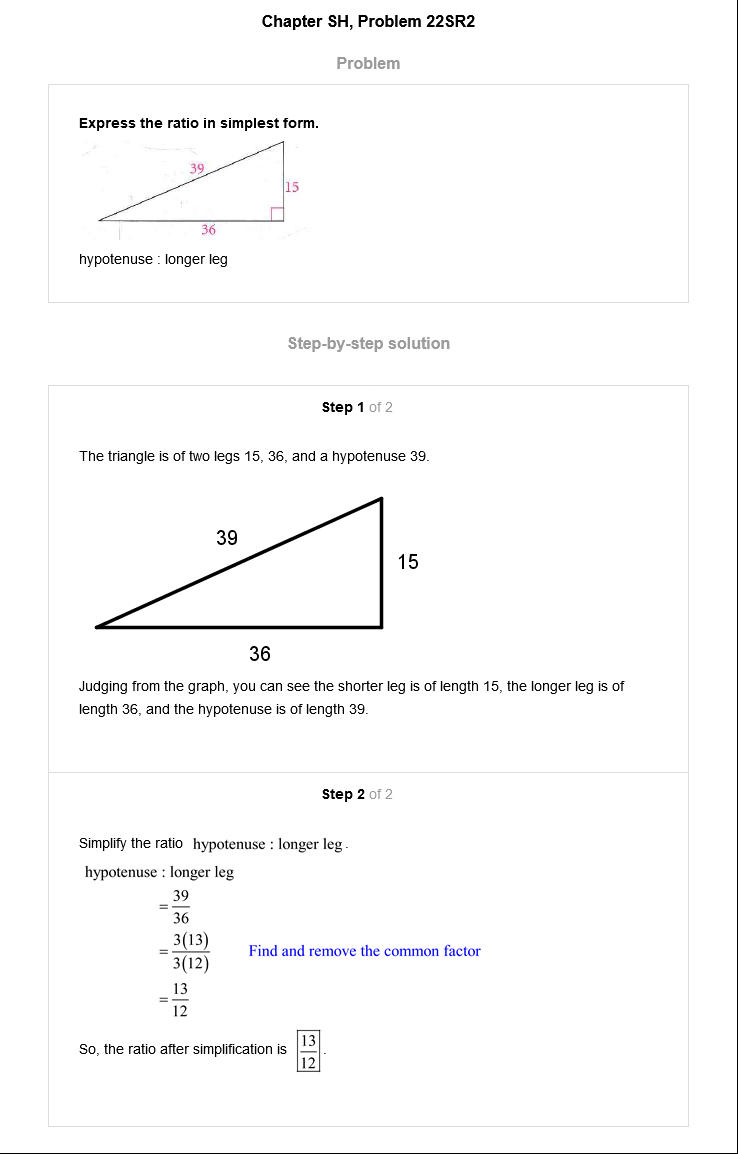 Chapter SH, Problem 22SR2
Problem
Express the ratio in simplest form.
39
15
36
hypotenuse : longer leg
Step-by-step solution
Step 1 of 2
The triangle is of two legs 15, 36, and a hypotenuse 39.
39
15
36
Judging from the graph, you can see the shorter leg is of length 15, the longer leg is of
length 36, and the hypotenuse is of length 39.
Step 2 of 2
Simplify the ratio hypotenuse : longer leg.
hypotenuse : longer leg
= 39/36
= 3(13)/3(12) Find and remove the common factor
= 13/12
So, the ratio after simplification is 13/12.